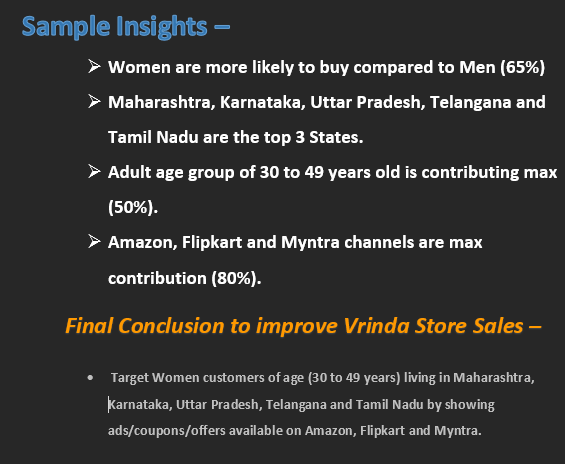 Sample Insights –
➢ Women are more likely to buy compared to Men (65%)
➢ Maharashtra, Karnataka, Uttar Pradesh, Telangana and
Tamil Nadu are the top 3 States.
➢ Adult age group of 30 to 49 years old is contributing max
(50%).
➢ Amazon, Flipkart and Myntra channels are max
contribution (80%).
Final Conclusion to improve Vrinda Store Sales –
• Target Women customers of age (30 to 49 years) living in Maharashtra,
Karnataka, Uttar Pradesh, Telangana and Tamil Nadu by showing
ads/coupons/offers available on Amazon, Flipkart and Myntra.